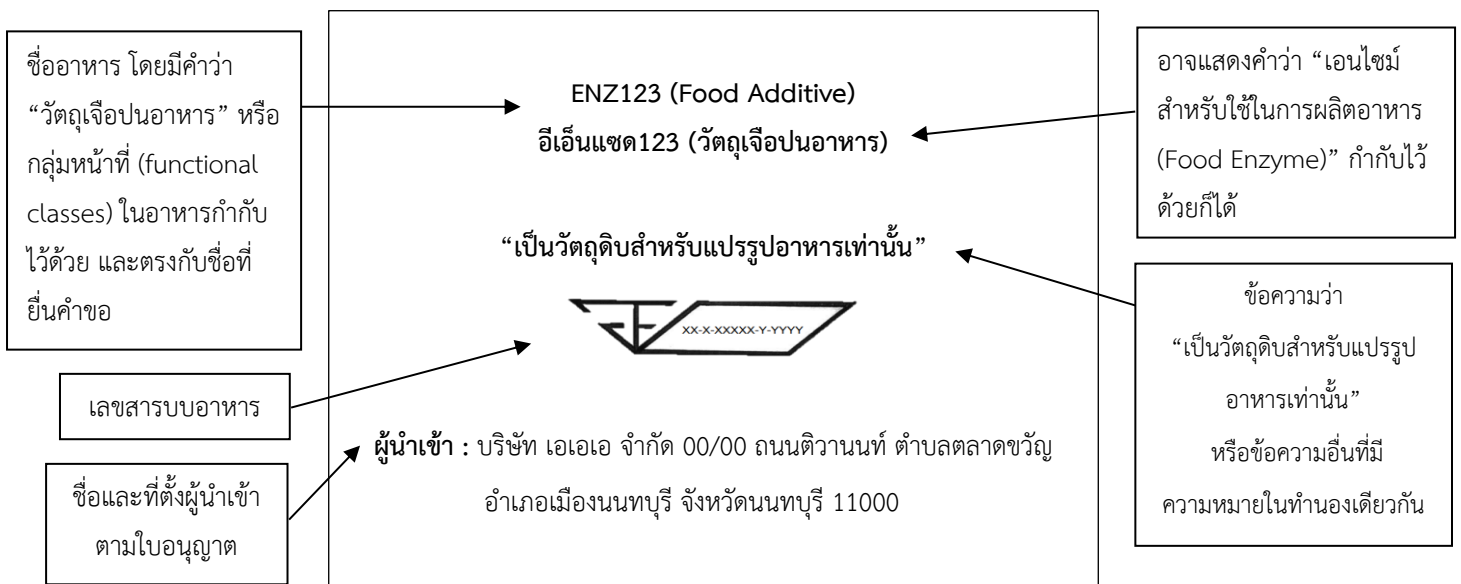 ชื่ออาหาร โดยมีคำว่า
“วัตถุเจือปนอาหาร” หรือ
กลุ่มหน้าที่ (functional
classes) ในอาหารกำกับ
ไว้ด้วย และตรงกับชื่อที่
ยื่นคำขอ
เลขสารบบอาหาร
ชื่อและที่ตั้งผู้นำเข้า
ตามใบอนุญาต
ENZ123 (Food Additive)
อีเอ็นแซด123 (วัตถุเจือปนอาหาร)
“เป็นวัตถุดิบสำหรับแปรรูปอาหารเท่านั้น”
XX-X-XXXXX-Y-YYYY
ผู้นำเข้า : บริษัท เอเอเอ จำกัด 00/00 ถนนติวานนท์ ตำบลตลาดขวัญ
อำเภอเมืองนนทบุรี จังหวัดนนทบุรี 11000
อาจแสดงคำว่า “เอนไซม์
สำหรับใช้ในการผลิตอาหาร
(Food Enzyme)” กำกับไว้
ด้วยก็ได้
ข้อความว่า
“เป็นวัตถุดิบสำหรับแปรรูป
อาหารเท่านั้น”
หรือข้อความอื่นที่มี
ความหมายในทำนองเดียวกัน